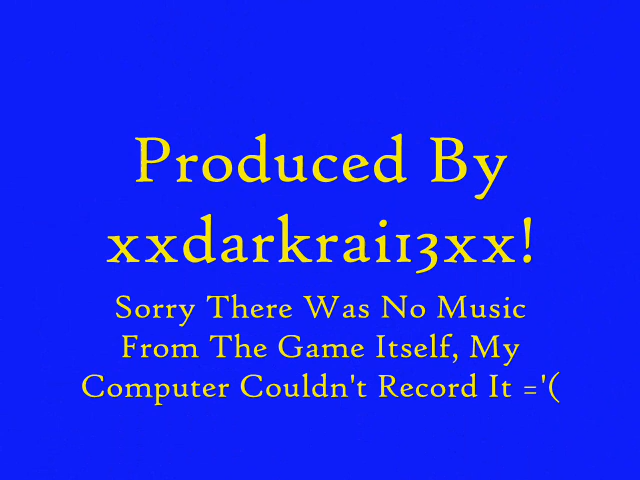 Produced By
xxdarkrai13xx!
Sorry There Was No Music
From The Game Itself, My
Computer Couldn't Record It ='(